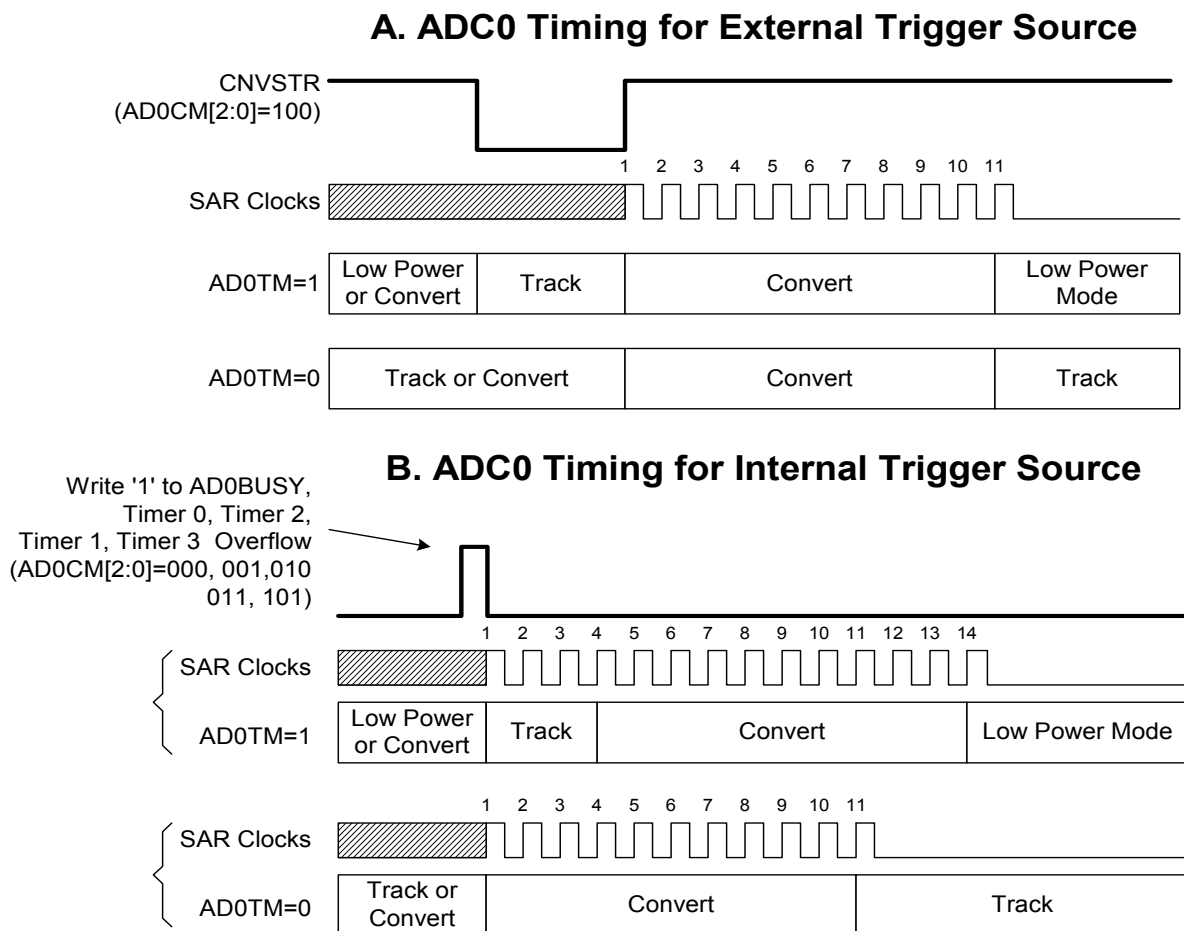 A. ADC0 Timing for External Trigger Source
CNVSTR
(AD0CM[2:0]=100)
1 2 3 4 5 6 7 8 9 10 11
SAR Clocks
AD0TM=1
Low Power
or Convert
Track
Convert
Low Power
Mode
AD0TM=0
Track or Convert
Convert
Track
B. ADC0 Timing for Internal Trigger Source
Write '1' to AD0BUSY,
Timer 0, Timer 2,
Timer 1, Timer 3 Overflow
(AD0CM[2:0]=000, 001,010
011, 101)
1 2 3 4 5 6 7 8 9 10 11 12 13 14
SAR Clocks
AD0TM=1
Low Power
or Convert
Track
Convert
Low Power Mode
1 2 3 4 5 6 7 8 9 10 11
SAR Clocks
AD0TM=0
Track or
Convert
Convert
Track